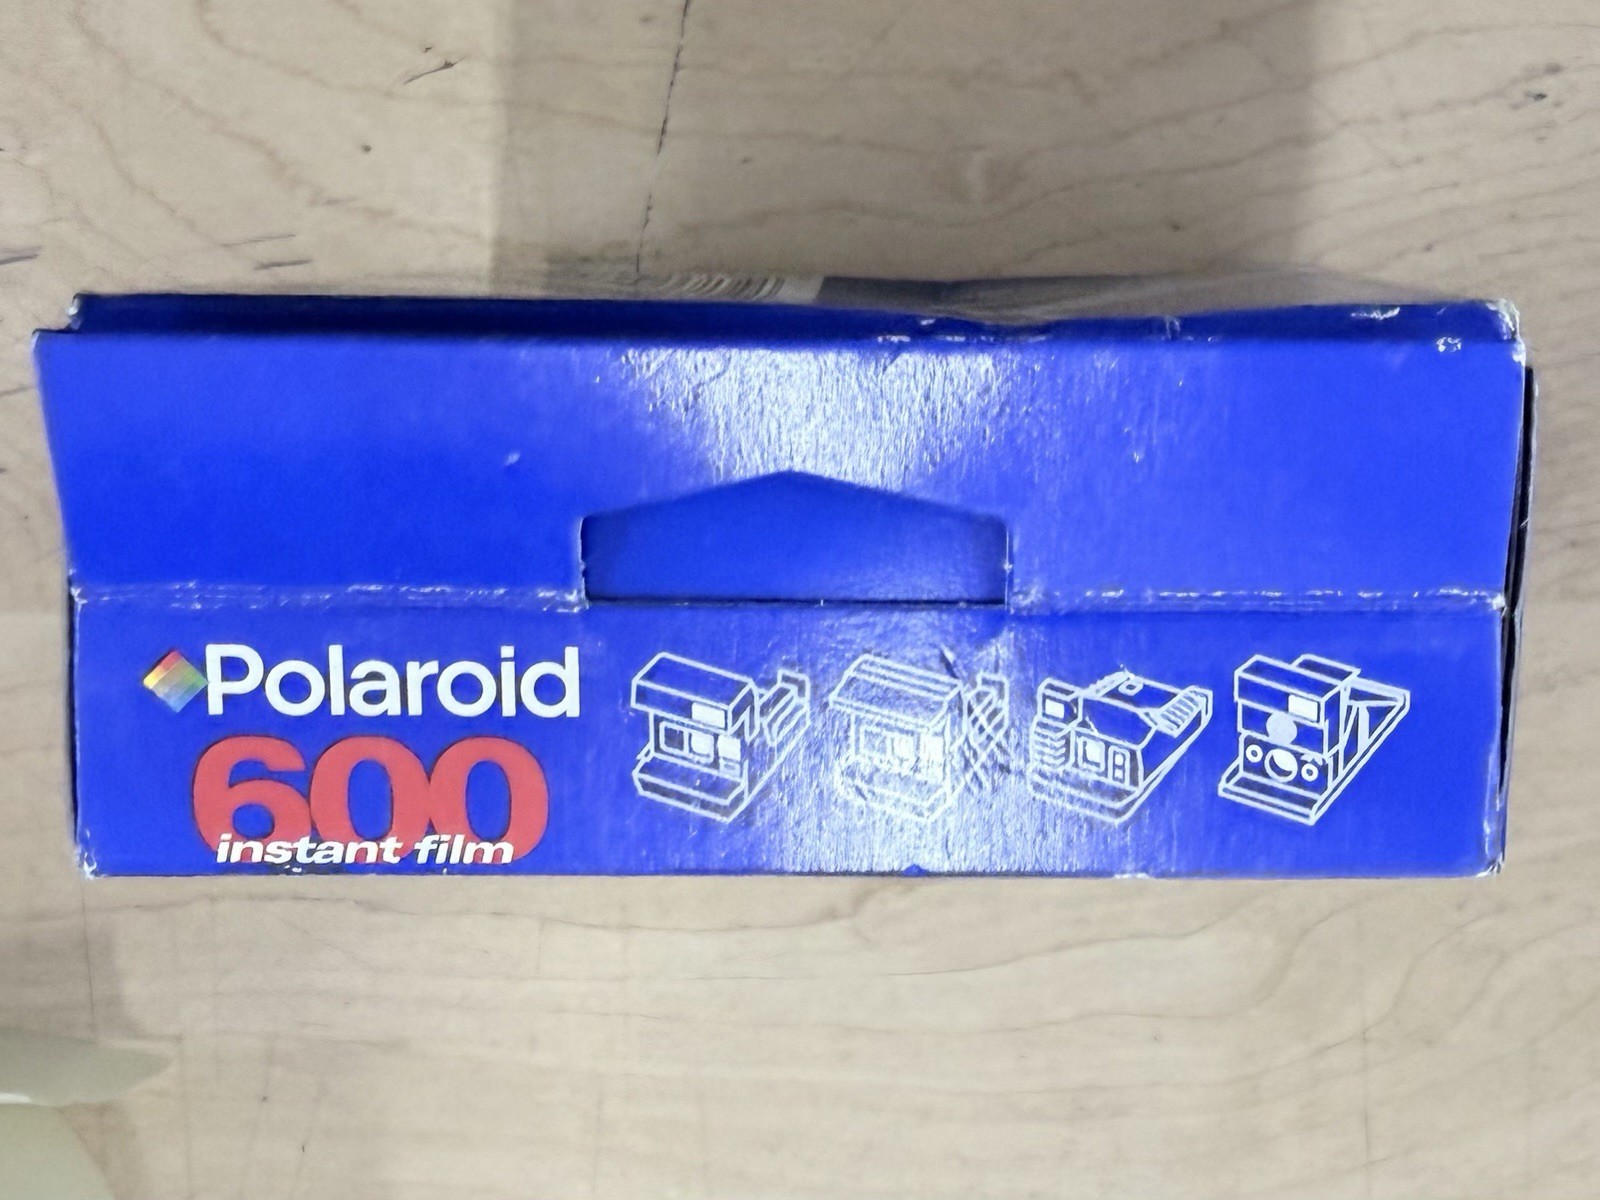 Polaroid
600
instant film